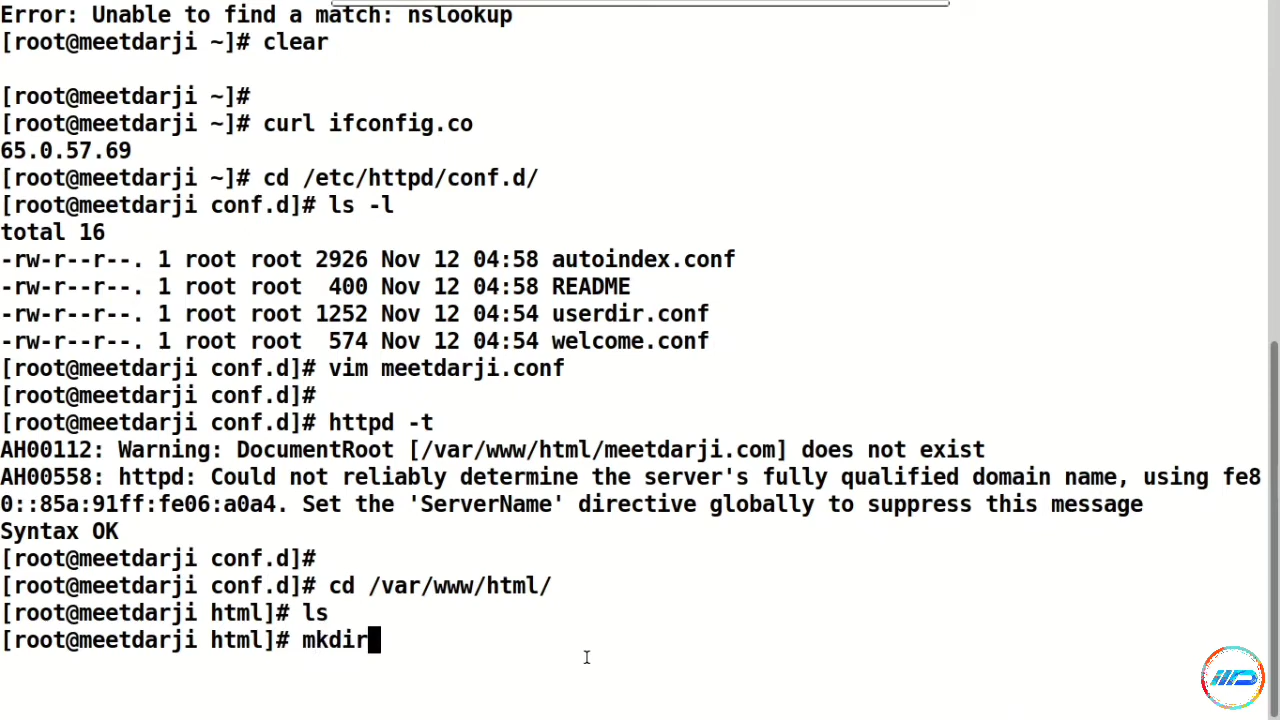 Error: Unable to find a match: nslookup
[root@meetdarji ~]# clear
[root@meetdarji ~]#
[root@meetdarji ~]# curl ifconfig.co
65.0.57.69
[root@meetdarji ~]# cd /etc/httpd/conf.d/
[root@meetdarji conf.d]# ls -l
total 16
-rw-r--r--. 1 root root 2926 Nov 12 04:58 autoindex.conf
-rw-r--r--. 1 root root  400 Nov 12 04:58 README
-rw-r--r--. 1 root root 1252 Nov 12 04:54 userdir.conf
-rw-r--r--. 1 root root  574 Nov 12 04:54 welcome.conf
[root@meetdarji conf.d]# vim meetdarji.conf
[root@meetdarji conf.d]#
[root@meetdarji conf.d]# httpd -t
AH00112: Warning: DocumentRoot [/var/www/html/meetdarji.com] does not exist
AH00558: httpd: Could not reliably determine the server's fully qualified domain name, using fe8
0::85a:91ff:fe06:a0a4. Set the 'ServerName' directive globally to suppress this message
Syntax OK
[root@meetdarji conf.d]#
[root@meetdarji conf.d]# cd /var/www/html/
[root@meetdarji html]# ls
[root@meetdarji html]# mkdir